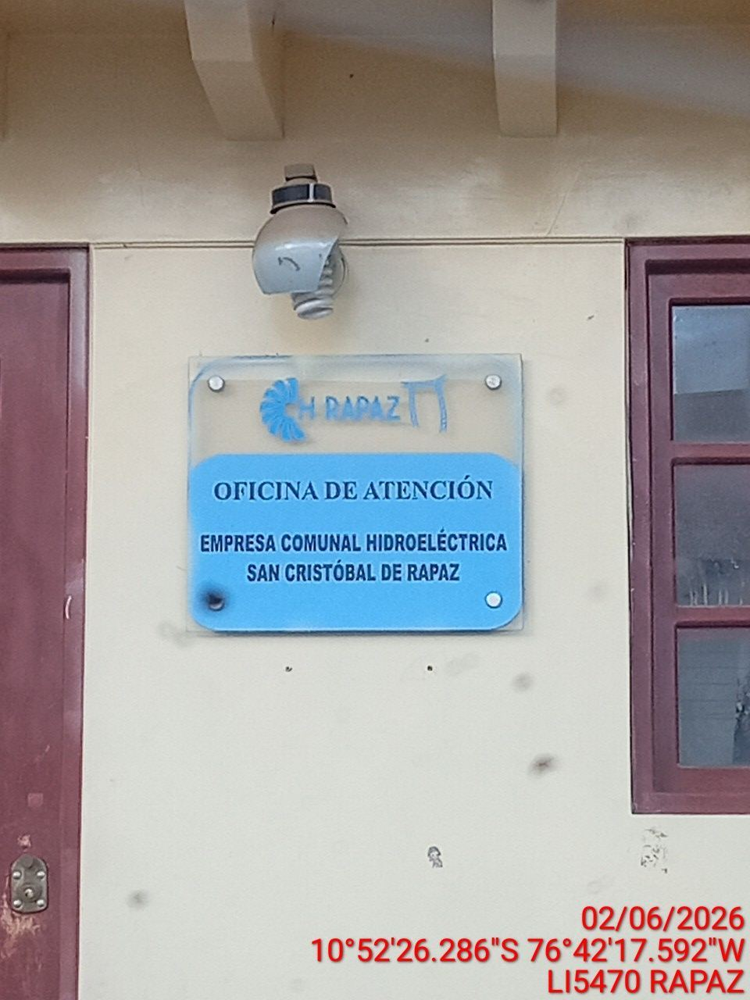 CH RAPAZ
OFICINA DE ATENCIÓN
EMPRESA COMUNAL HIDROELÉCTRICA
SAN CRISTÓBAL DE RAPAZ
02/06/2026
10°52'26.286"S 76°42'17.592"W
LI5470 RAPAZ